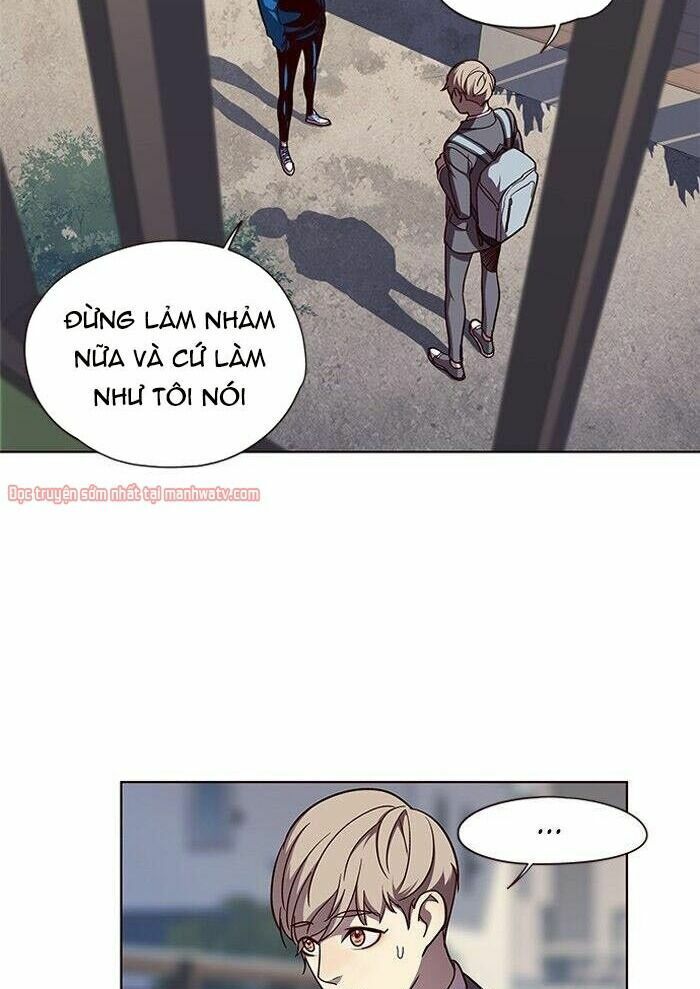 ĐỪNG LẢM NHẢM
NỮA VÀ CỨ LÀM
NHƯ TÔI NÓI
Đọc truyện sớm nhất tại manhwatv.com
...